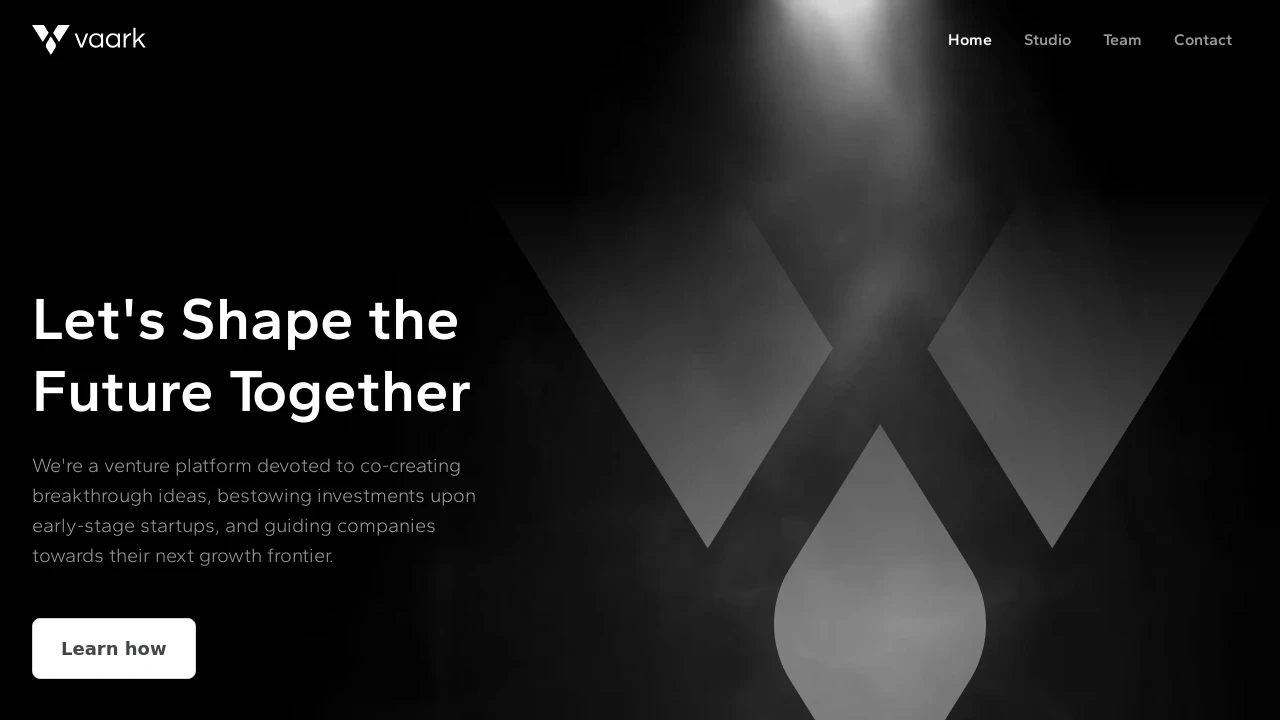 vaark
Home
Studio
Team
Contact
Let's Shape the
Future Together
We're a venture platform devoted to co-creating
breakthrough ideas, bestowing investments upon
early-stage startups, and guiding companies
towards their next growth frontier.
Learn how